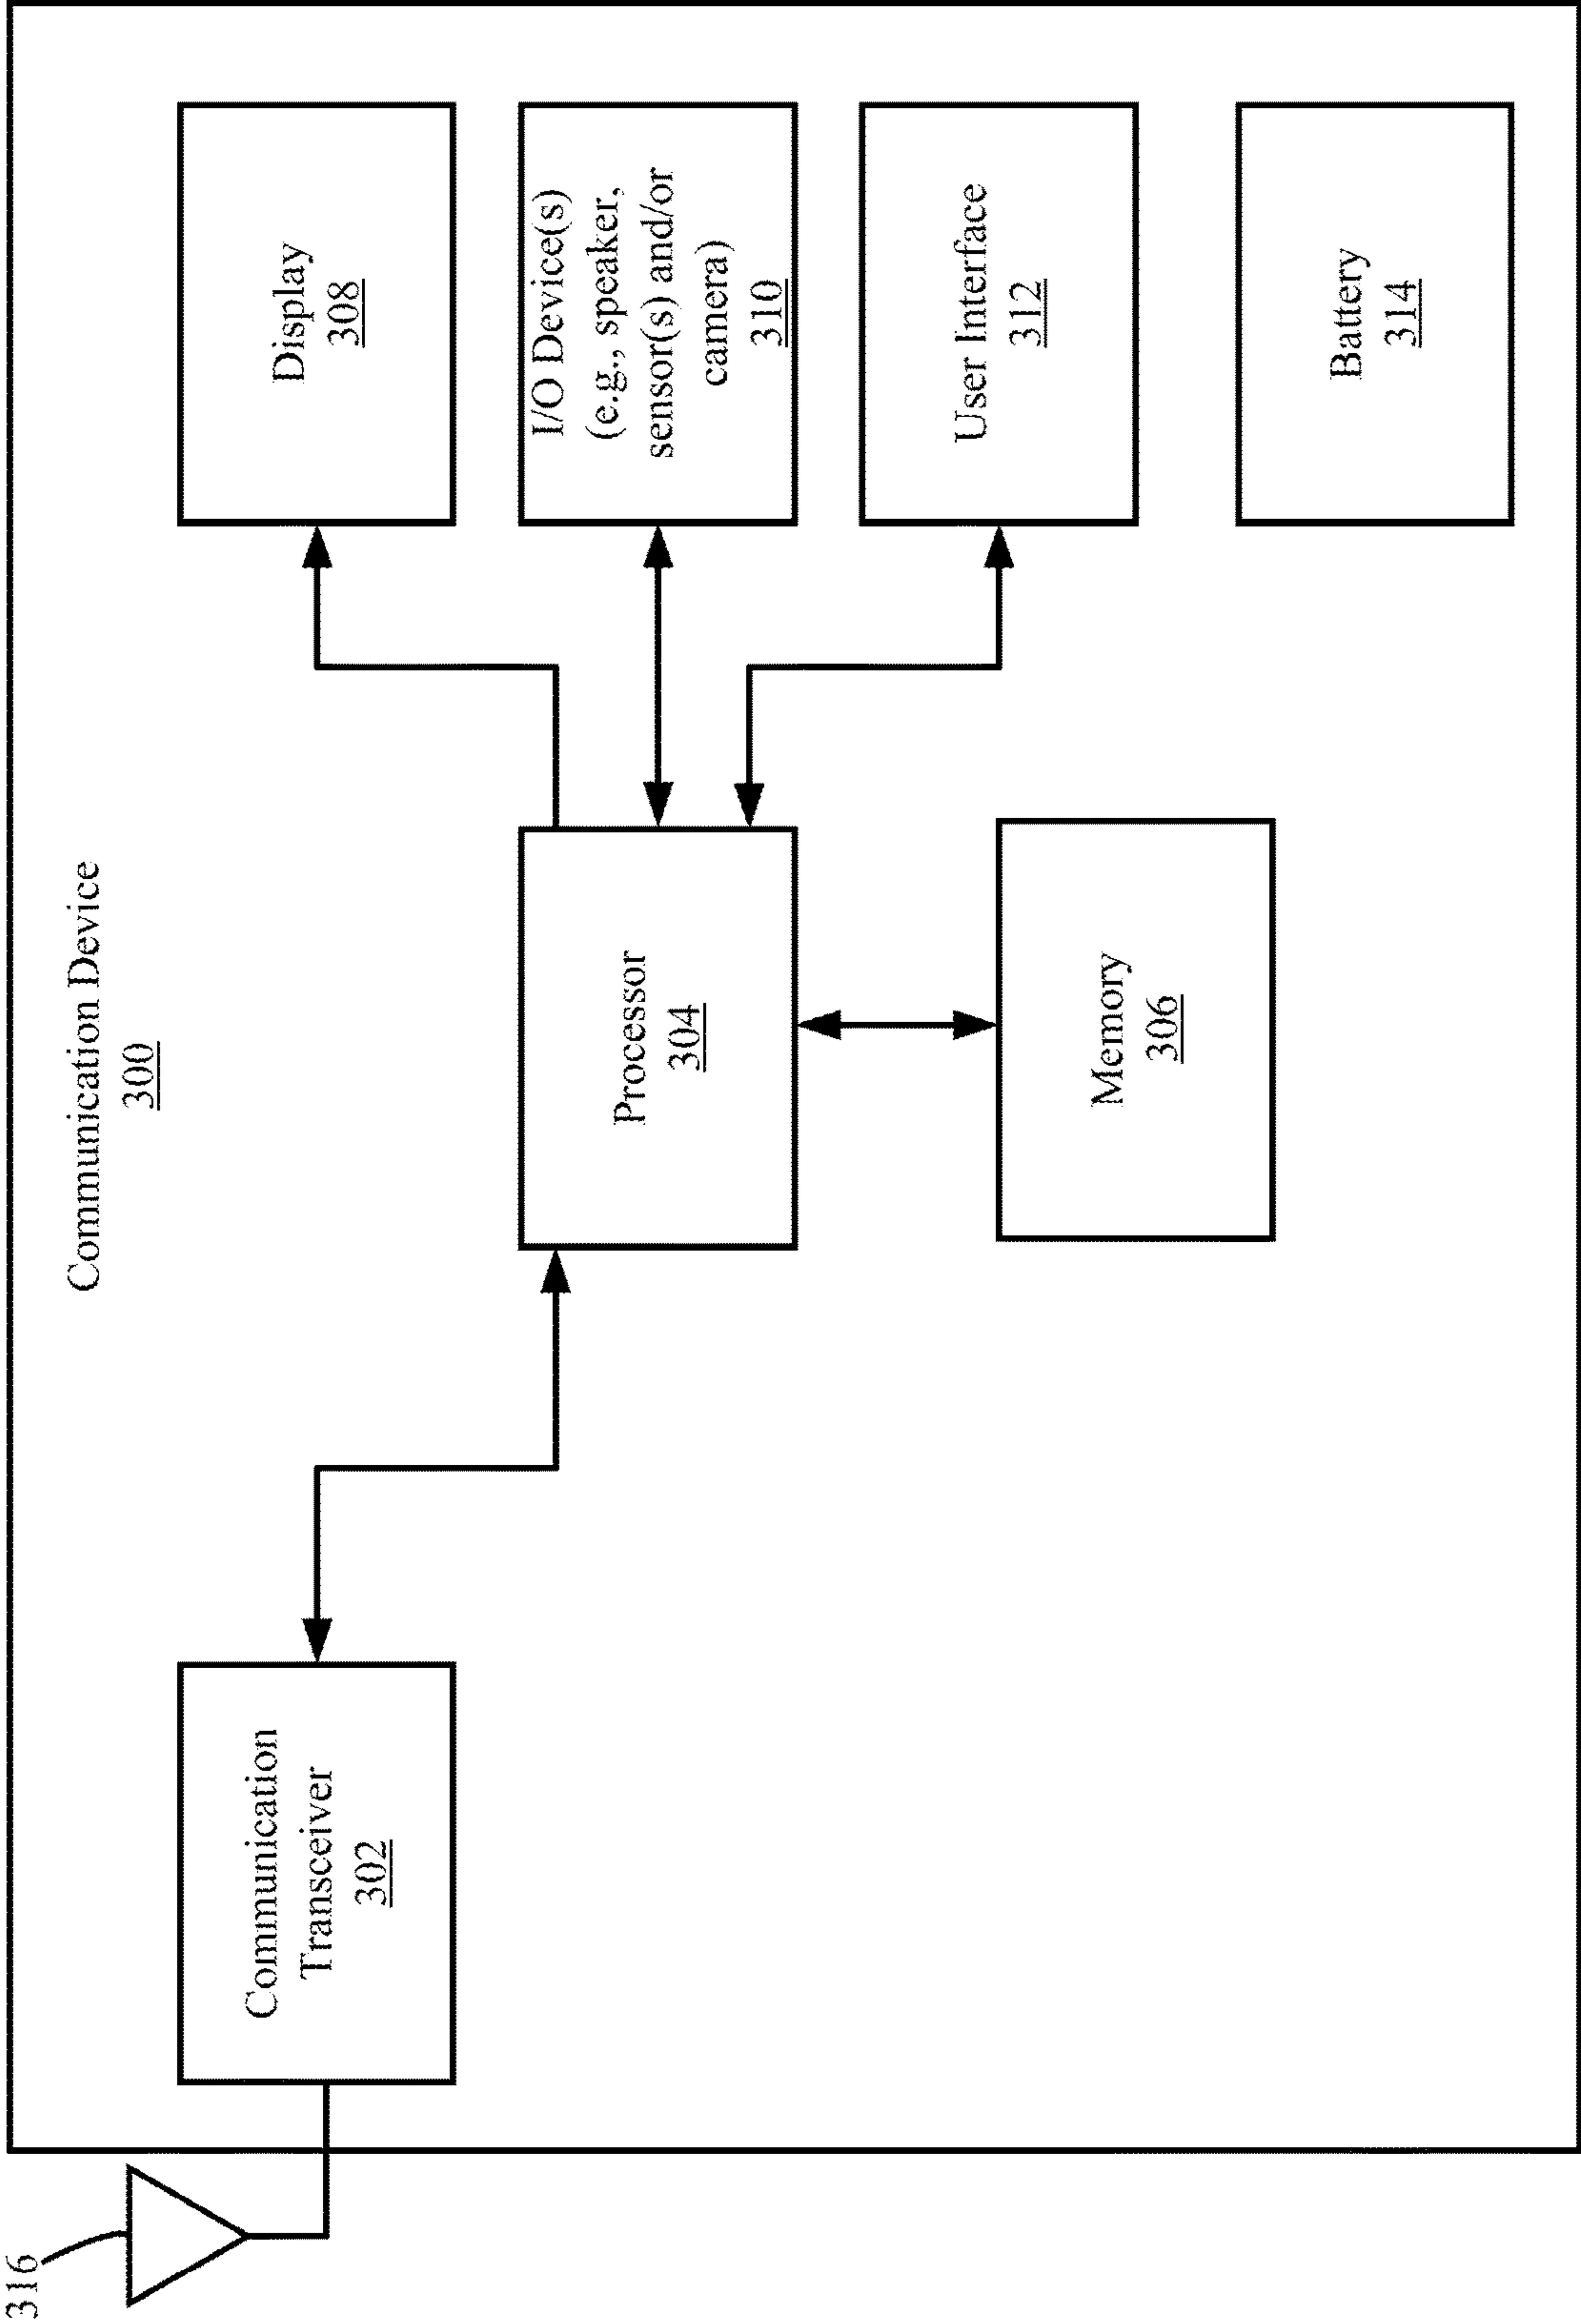 Communication Device
300
316
Communication
Transceiver
302
Processor
304
Memory
306
Display
308
I/O Device(s)
(e.g., speaker,
sensor(s) and/or
camera)
310
User Interface
312
Battery
314